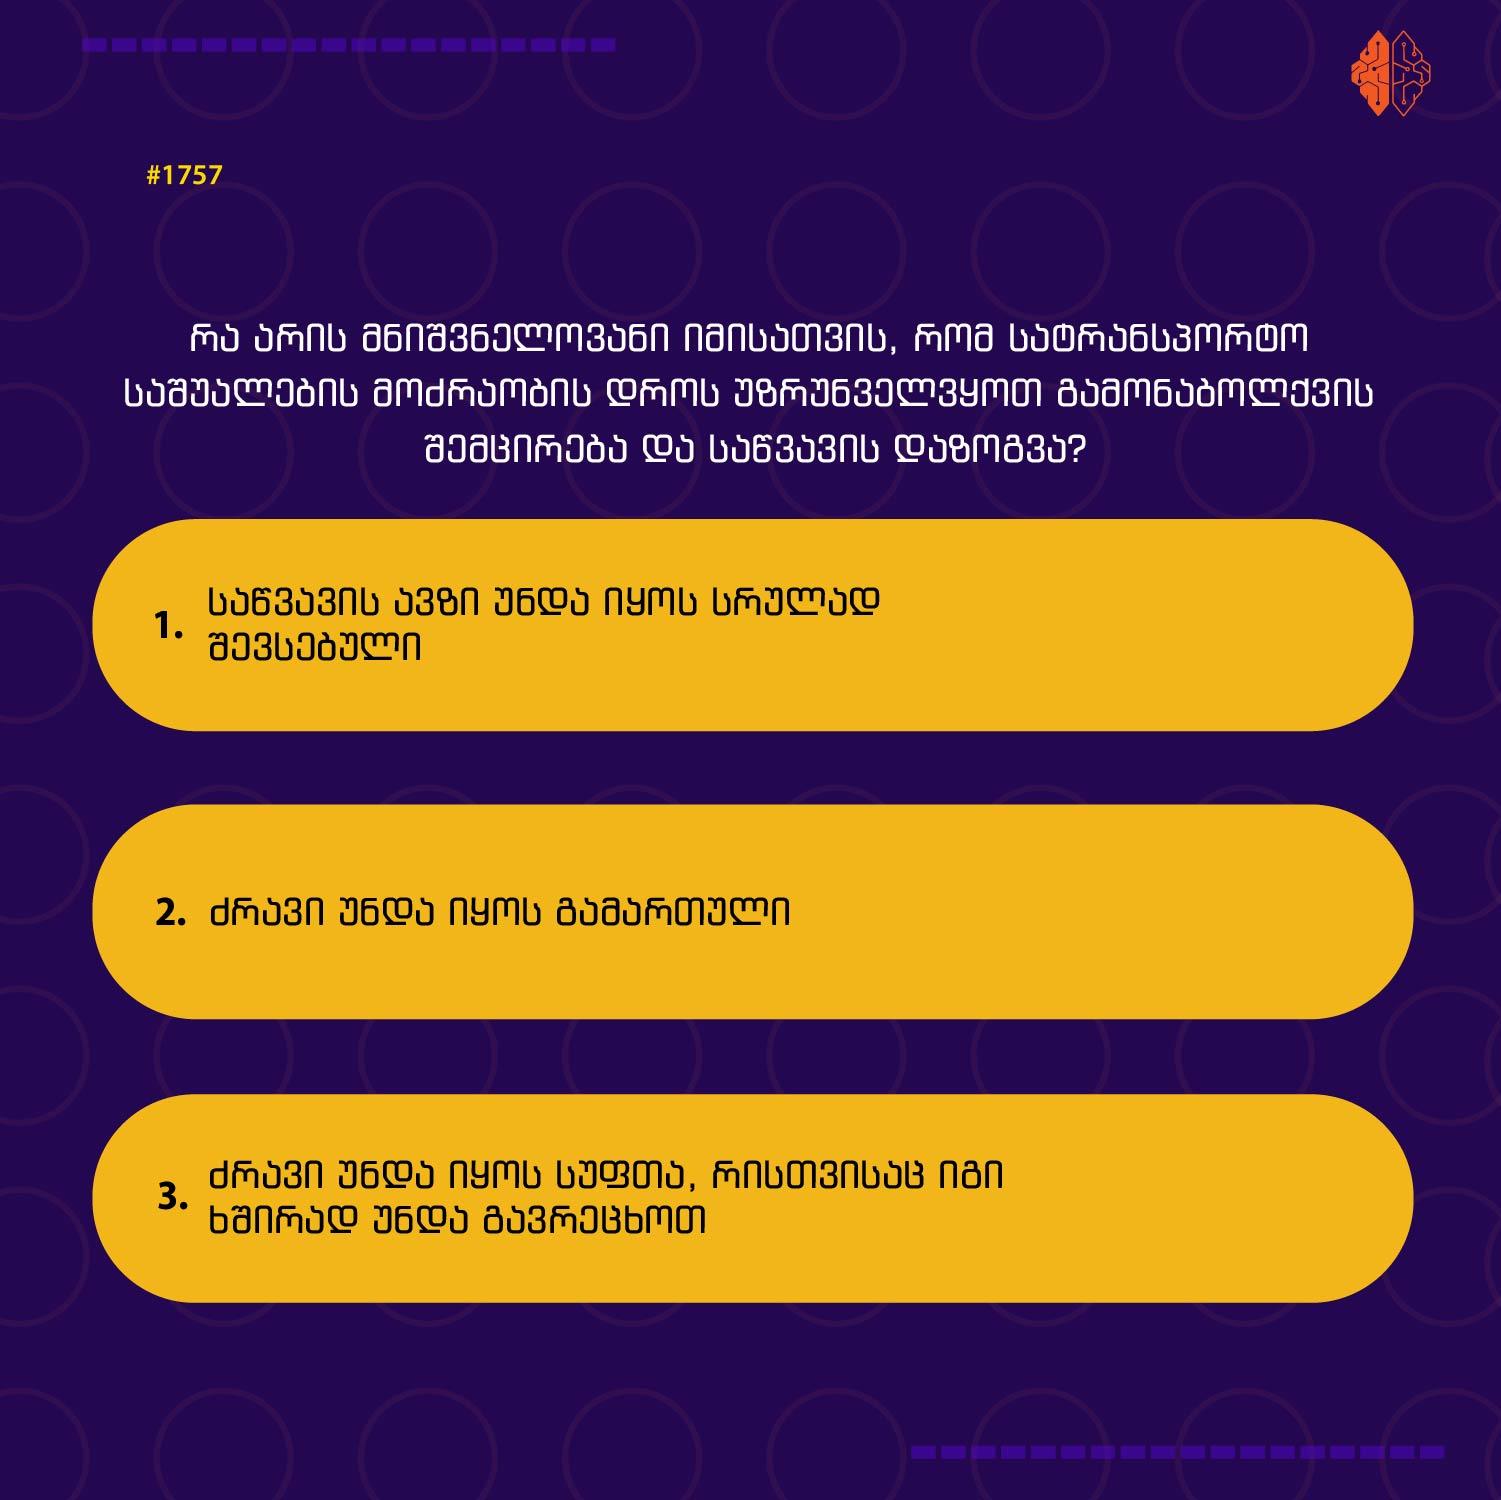 #1757
რა არის მნიშვნელოვანი იმისათვის, რომ სატრანსპორტო
საშუალების მოძრაობის დროს უზრუნველვყოთ გამონაბოლქვის
შემცირება და საწვავის დაზოგვა?
1. საწვავის ავზი უნდა იყოს სრულად
შევსებული
2. ძრავი უნდა იყოს გამართული
3. ძრავი უნდა იყოს სუფთა, რისთვისაც იგი
ხშირად უნდა გავრეცხოთ